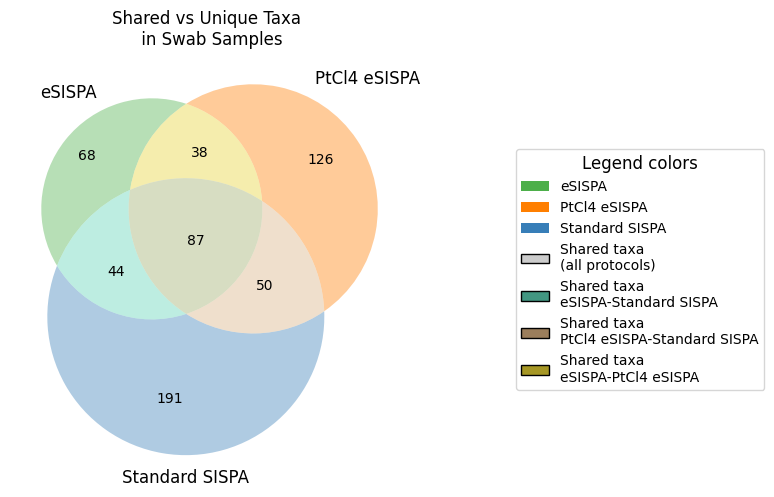 Shared vs Unique Taxa
in Swab Samples
eSISPA
PtCl4 eSISPA
68
38
126
87
44
50
191
Standard SISPA
Legend colors
eSISPA
PtCl4 eSISPA
Standard SISPA
Shared taxa
(all protocols)
Shared taxa
eSISPA-Standard SISPA
Shared taxa
PtCl4 eSISPA-Standard SISPA
Shared taxa
eSISPA-PtCl4 eSISPA